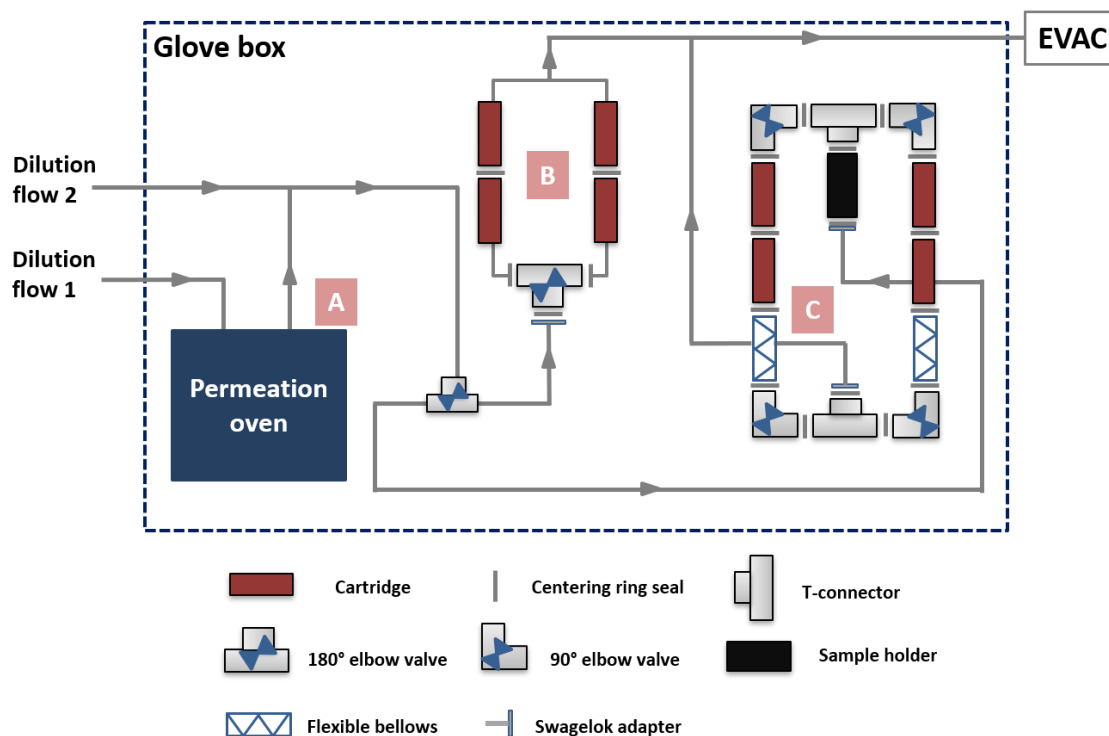 Glove box
EVAC
Dilution
flow 2
B
Dilution
flow 1
A
C
Permeation
oven
Cartridge
Centering ring seal
T-connector
180° elbow valve
90° elbow valve
Sample holder
Flexible bellows
Swagelok adapter